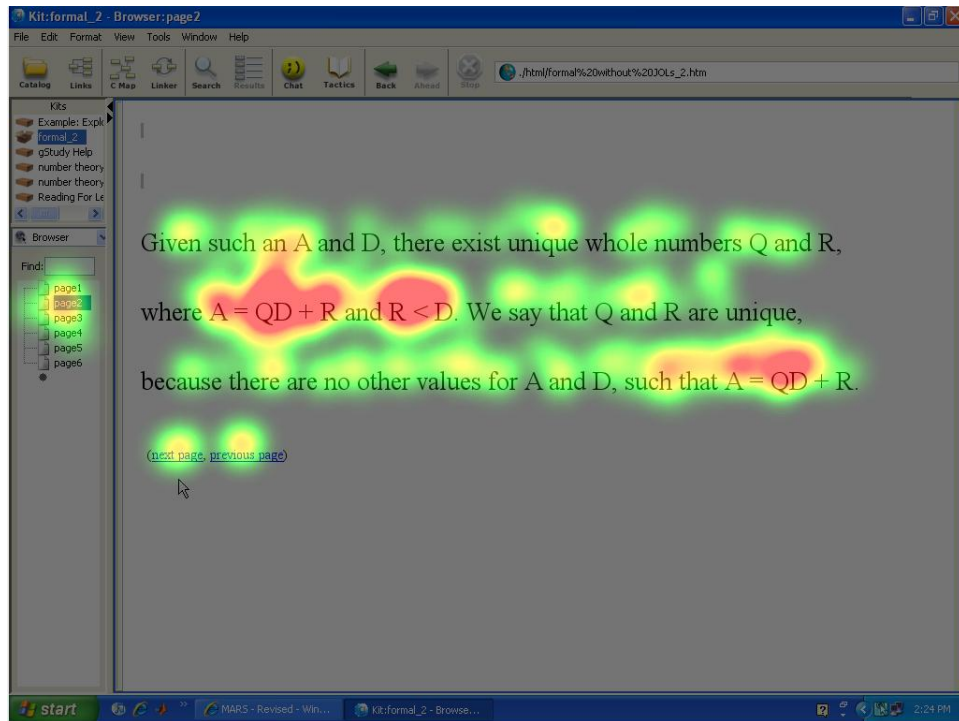 Kit:formal_2 - Browser:page2
File Edit Format View Tools Window Help
Catalog Links C Map Linker Search Results Chat Tactics Back Ahead Stop
./html/formal%20without%20JOLs_2.htm
Kits
Example: Expl
formal_2
gStudy Help
number theory
number theory
Reading For Le
Browser
Find:
page1
page2
page3
page4
page5
page6
Given such an A and D, there exist unique whole numbers Q and R,
where A = QD + R and R < D. We say that Q and R are unique,
because there are no other values for A and D, such that A = QD + R.
(next page, previous page)
start MARS - Revised - Win... Kit:formal_2 - Browse... 2:24 PM